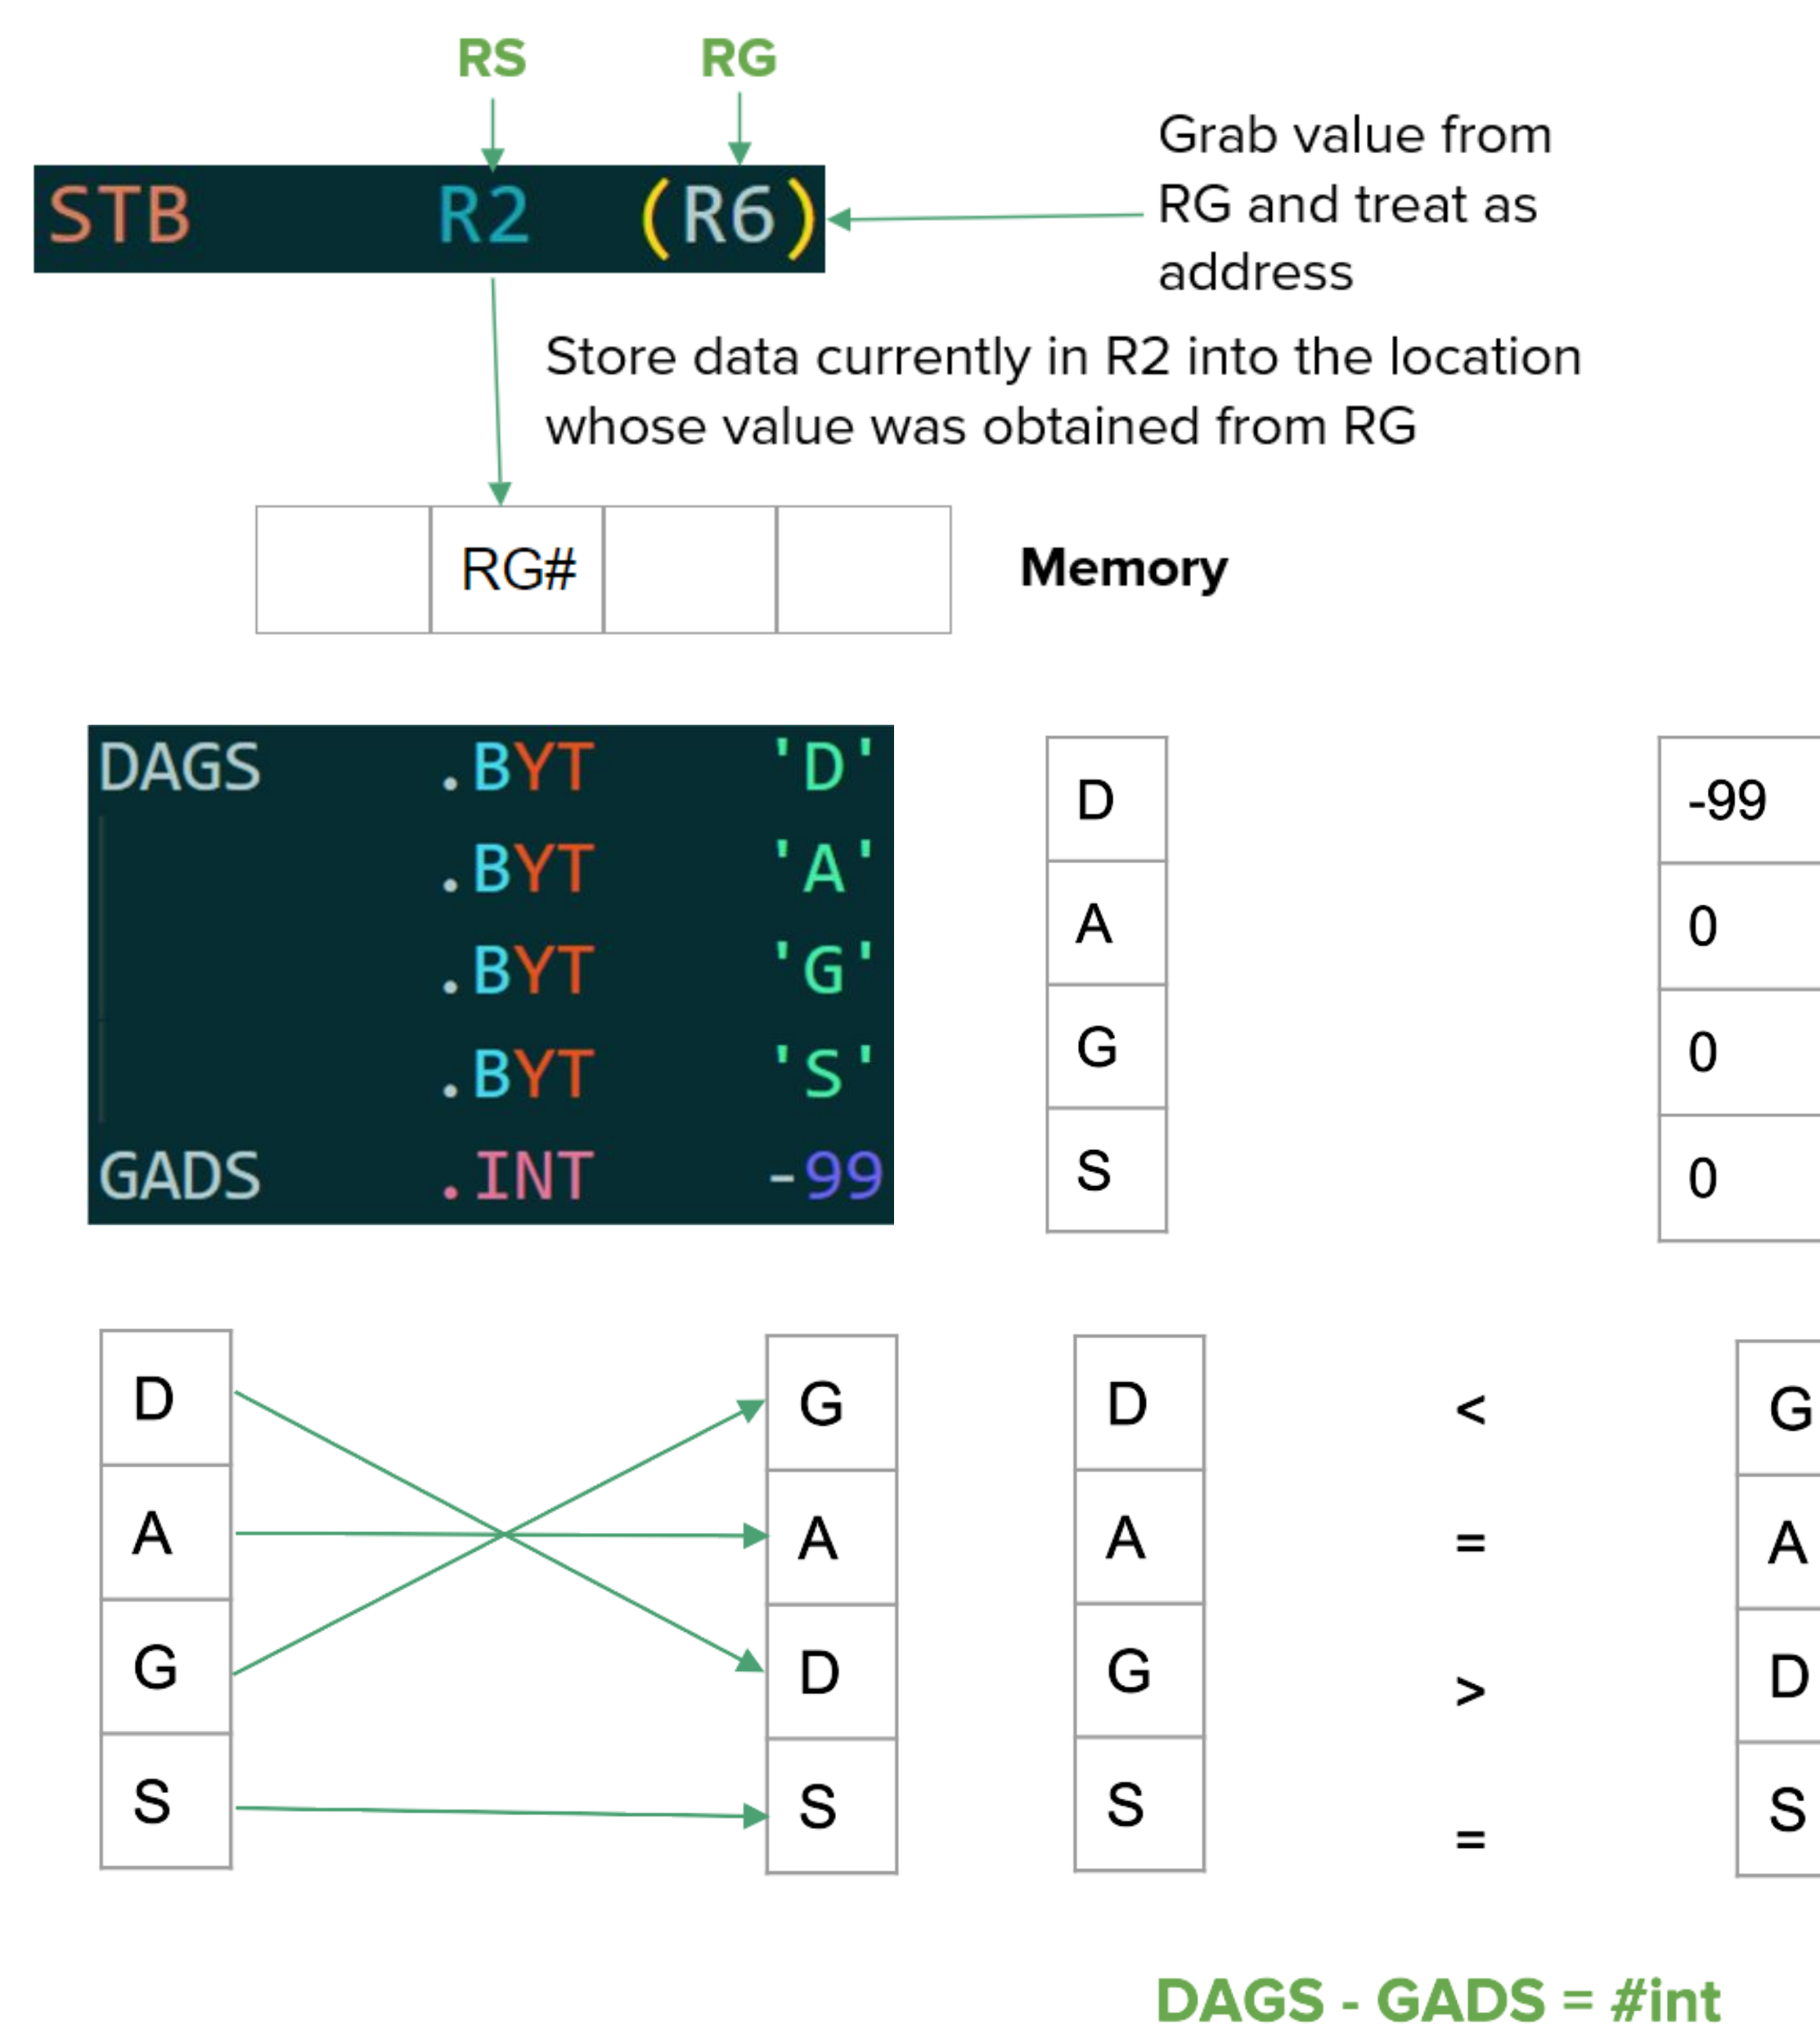 RS RG
STB R2 (R6)
Grab value from
RG and treat as
address
Store data currently in R2 into the location
whose value was obtained from RG
RG#
Memory
DAGS .BYT 'D'
.BYT 'A'
.BYT 'G'
.BYT 'S'
GADS .INT -99
D
A
G
S
-99
0
0
0
D
A
G
S
G
A
D
S
D < G
A = A
G > D
S = S
DAGS - GADS = #int